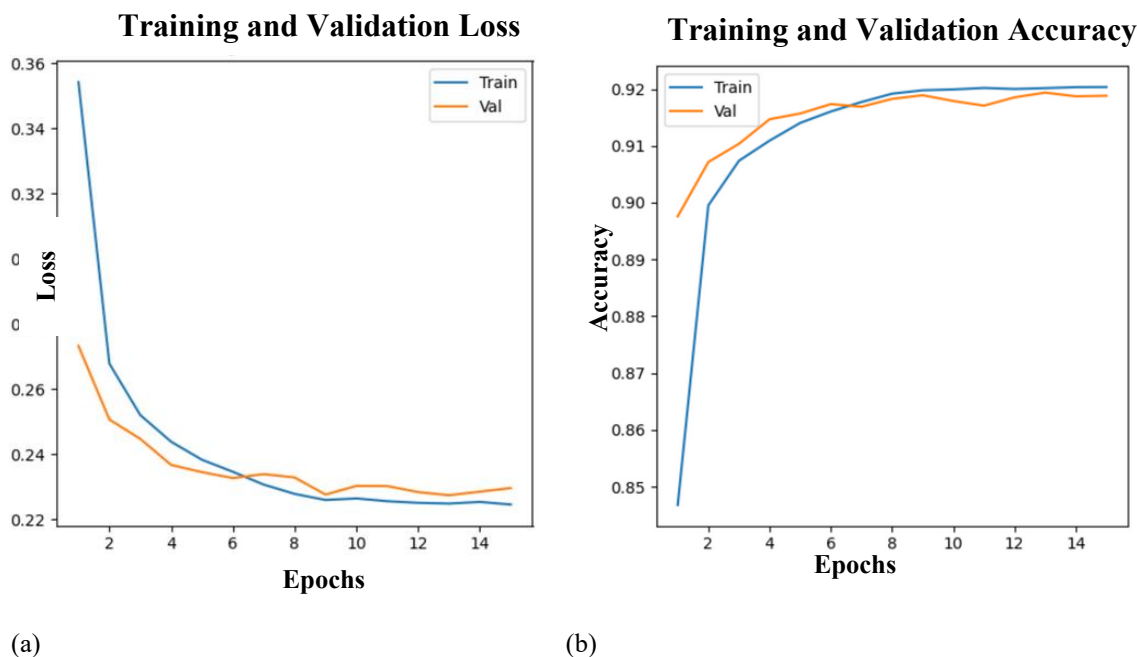 Training and Validation Loss
0.36
0.34
0.32
0
0
0.26
0.24
0.22
Loss
Train
Val
2 4 6 8 10 12 14
Epochs
(a)
Training and Validation Accuracy
0.92
0.91
0.90
0.89
0.88
0.87
0.86
0.85
Accuracy
Train
Val
2 4 6 8 10 12 14
Epochs
(b)